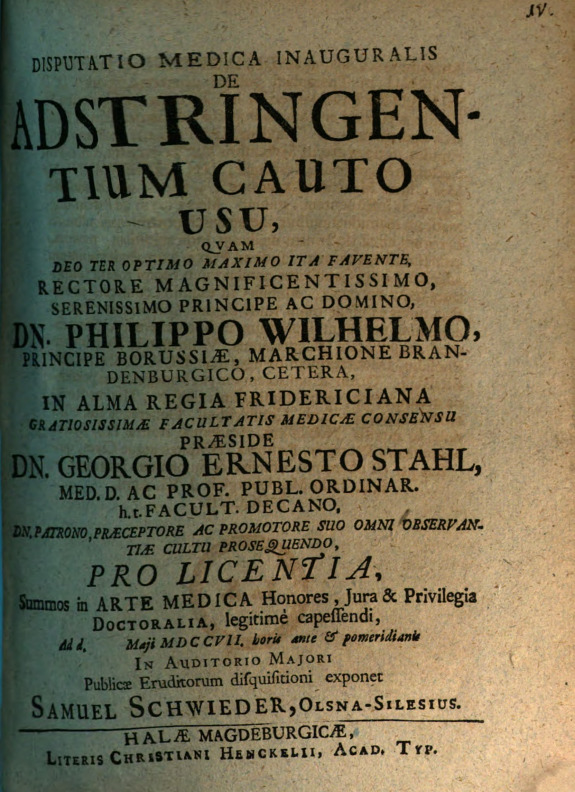 IV.
DISPUTATIO MEDICA INAUGURALIS
DE
ADSTRINGEN-
TIUM CAUTO
USU,
QVAM
DEO TER OPTIMO MAXIMO ITA FAVENTE,
RECTORE MAGNIFICENTISSIMO,
SERENISSIMO PRINCIPE AC DOMINO,
DN. PHILIPPO WILHELMO,
PRINCIPE BORUSSIÆ, MARCHIONE BRAN-
DENBURGICO, CETERA,
IN ALMA REGIA FRIDERICIANA
GRATIOSISSIMÆ FACULTATIS MEDICÆ CONSENSU
PRÆSIDE
DN. GEORGIO ERNESTO STAHL,
MED. D. AC PROF. PUBL. ORDINAR.
h. t. FACULT. DECANO,
DN. PATRONO, PRÆCEPTORE AC PROMOTORE SUO OMNI OBSERVAN-
TIÆ CULTU PROSEQUENDO,
PRO LICENTIA,
Summos in ARTE MEDICA Honores, Jura & Privilegia
DOCTORALIA, legitimè capeſſendi,
Ad d. Maji MDCCVII. horis ante & pomeridianis
IN AUDITORIO MAJORI
Publicæ Eruditorum diſquiſitioni exponet
SAMUEL SCHWIEDER, OLSNA-SILESIUS.
HALÆ MAGDEBURGICÆ,
LITERIS CHRISTIANI HENCKELII, ACAD. TYP.